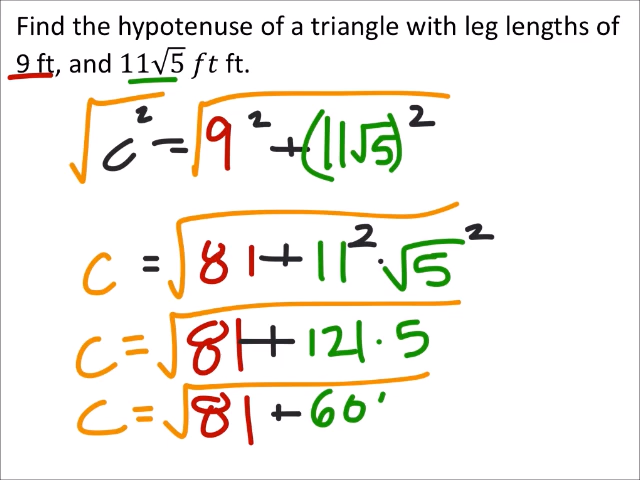 Find the hypotenuse of a triangle with leg lengths of
9 ft, and 11√5 ft ft.
√c² = √9² + (11√5)²
c = √81 + 11² · √5²
c = √81 + 121 · 5
c = √81 + 60